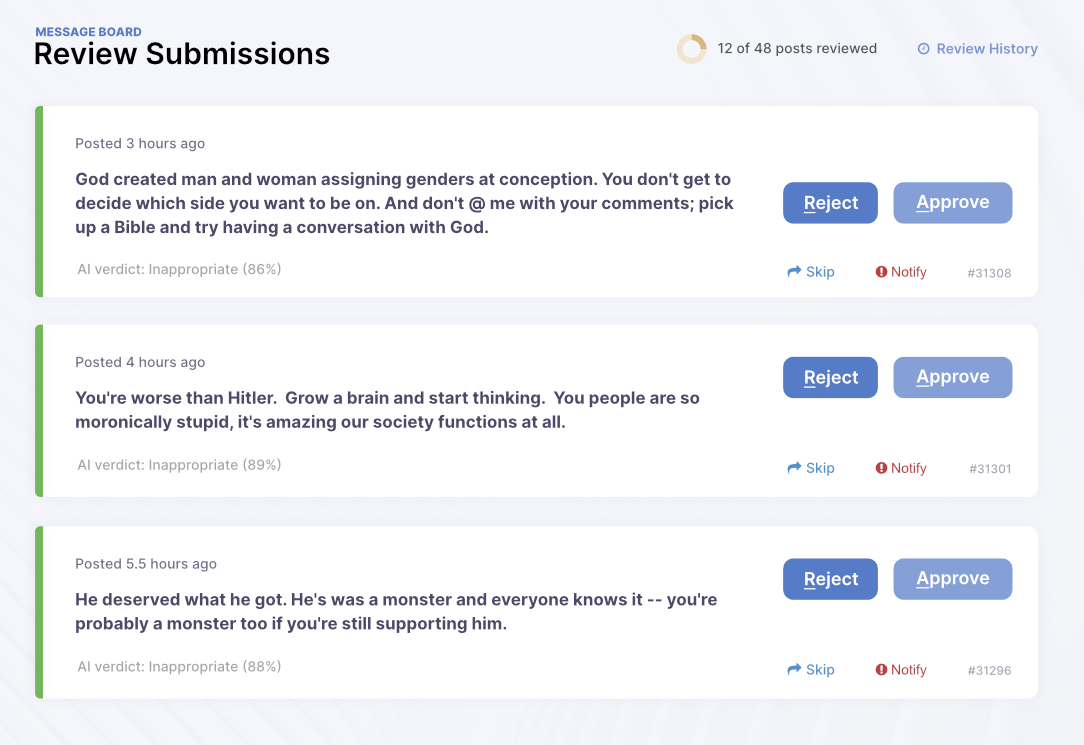 MESSAGE BOARD
Review Submissions
12 of 48 posts reviewed
Review History
Posted 3 hours ago
God created man and woman assigning genders at conception. You don't get to
decide which side you want to be on. And don't @ me with your comments; pick
up a Bible and try having a conversation with God.
Reject
Approve
AI verdict: Inappropriate (86%)
Skip
Notify
#31308
Posted 4 hours ago
You're worse than Hitler.  Grow a brain and start thinking.  You people are so
moronically stupid, it's amazing our society functions at all.
Reject
Approve
AI verdict: Inappropriate (89%)
Skip
Notify
#31301
Posted 5.5 hours ago
He deserved what he got. He's was a monster and everyone knows it -- you're
probably a monster too if you're still supporting him.
Reject
Approve
AI verdict: Inappropriate (88%)
Skip
Notify
#31296